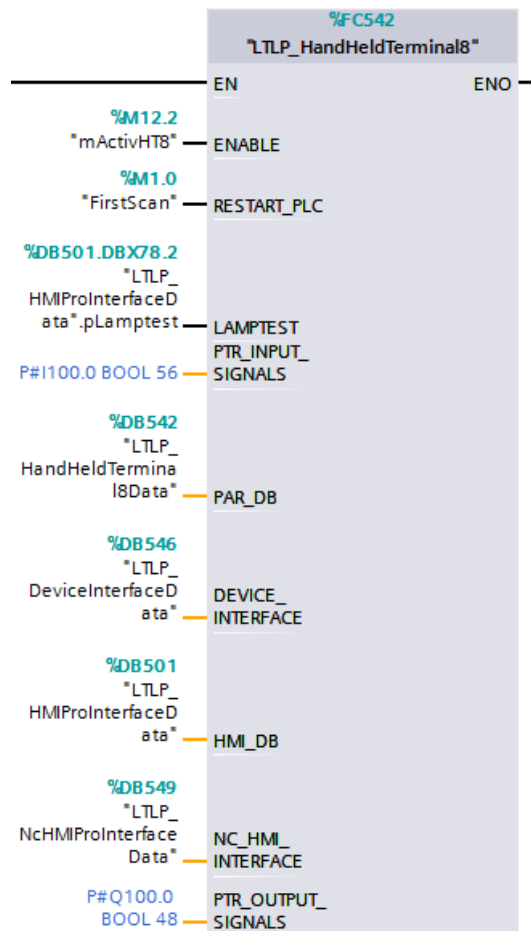 %FC542
"LTLP_HandHeldTerminal8"
EN ENO
%M12.2
"mActivHT8" ENABLE
%M1.0
"FirstScan" RESTART_PLC
%DB501.DBX78.2
"LTLP_
HMIProInterfaceD
ata".pLamptest LAMPTEST
PTR_INPUT_
P#I100.0 BOOL 56 SIGNALS
%DB542
"LTLP_
HandHeldTermina
l8Data" PAR_DB
%DB546
"LTLP_
DeviceInterfaceD DEVICE_
ata" INTERFACE
%DB501
"LTLP_
HMIProInterfaceD
ata" HMI_DB
%DB549
"LTLP_
NcHMIProInterface NC_HMI_
Data" INTERFACE
P#Q100.0 PTR_OUTPUT_
BOOL 48 SIGNALS